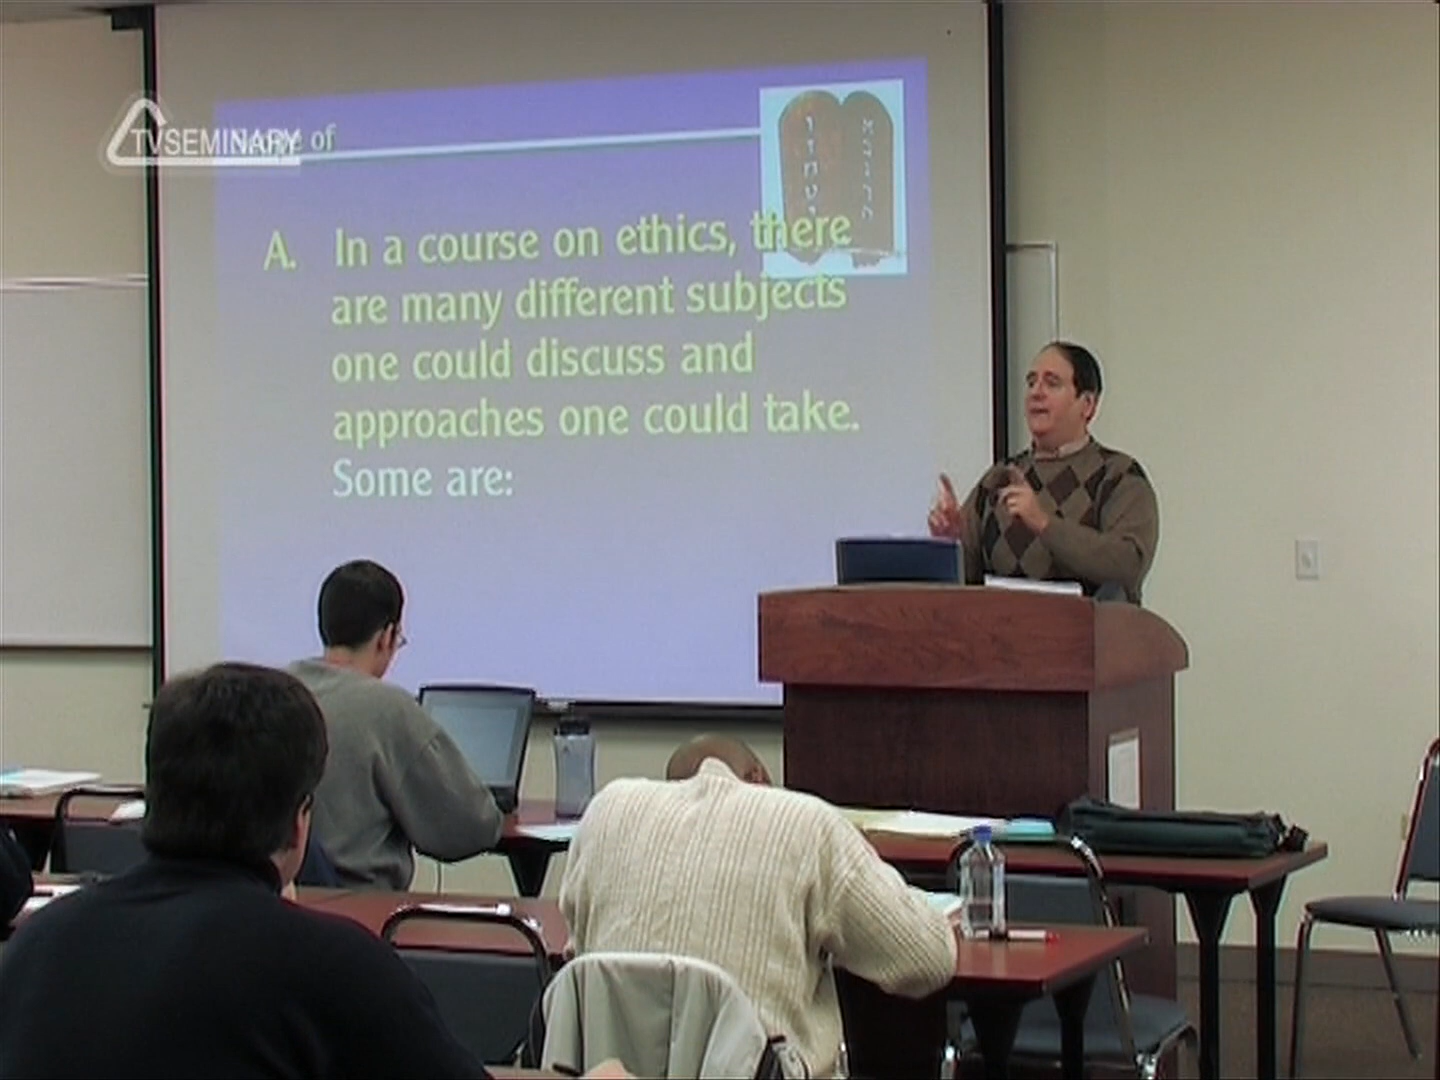 TVSEMINARY
of
A. In a course on ethics, there
are many different subjects
one could discuss and
approaches one could take.
Some are: